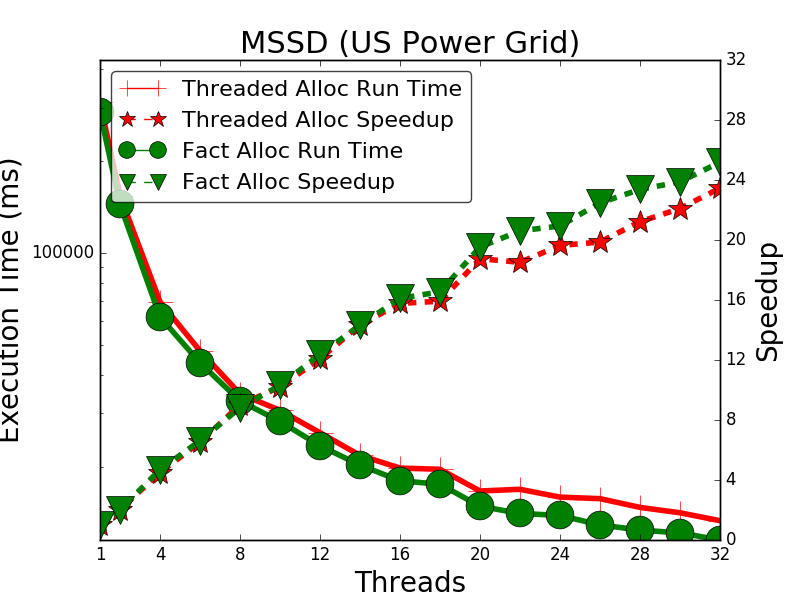 MSSD (US Power Grid)
Threaded Alloc Run Time
Threaded Alloc Speedup
Fact Alloc Run Time
Fact Alloc Speedup
Execution Time (ms)
100000
Speedup
32
28
24
20
16
12
8
4
0
1 4 8 12 16 20 24 28 32
Threads